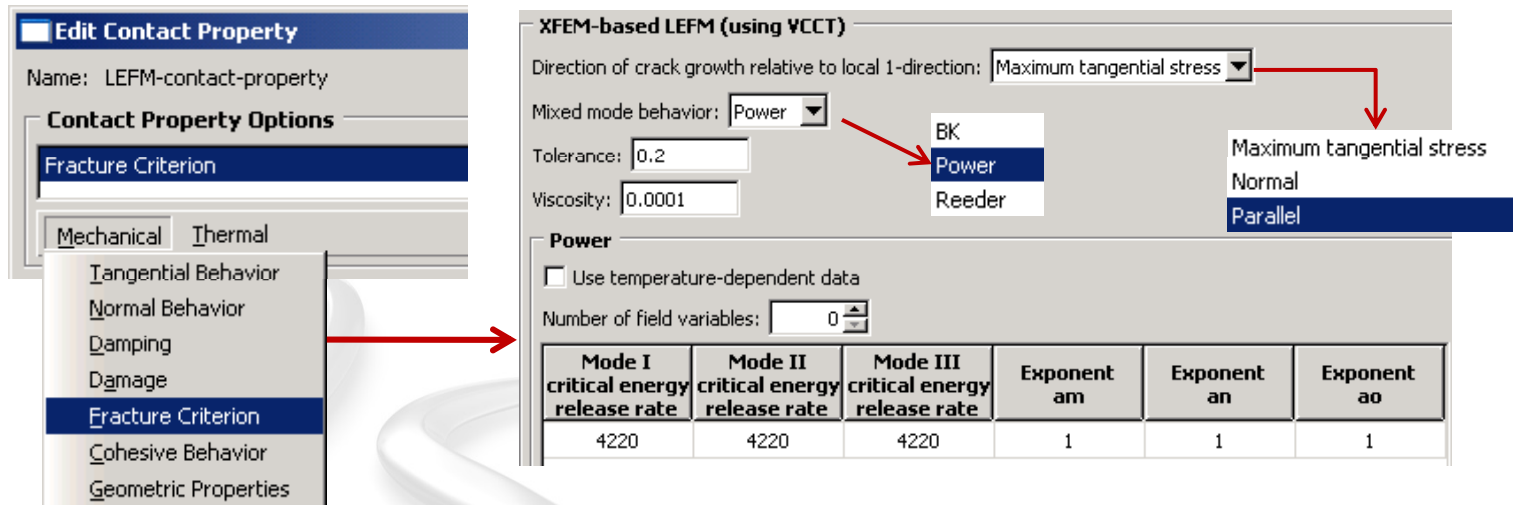 Edit Contact Property
Name: LEFM-contact-property
Contact Property Options
Fracture Criterion
Mechanical Thermal
Tangential Behavior
Normal Behavior
Damping
Damage
Fracture Criterion
Cohesive Behavior
Geometric Properties
XFEM-based LEFM (using VCCT)
Direction of crack growth relative to local 1-direction: Maximum tangential stress
Mixed mode behavior: Power
Tolerance: 0.2
Viscosity: 0.0001
BK
Power
Reeder
Maximum tangential stress
Normal
Parallel
Power
Use temperature-dependent data
Number of field variables: 0
Mode I critical energy release rate
Mode II critical energy release rate
Mode III critical energy release rate
Exponent am
Exponent an
Exponent ao
4220 4220 4220 1 1 1